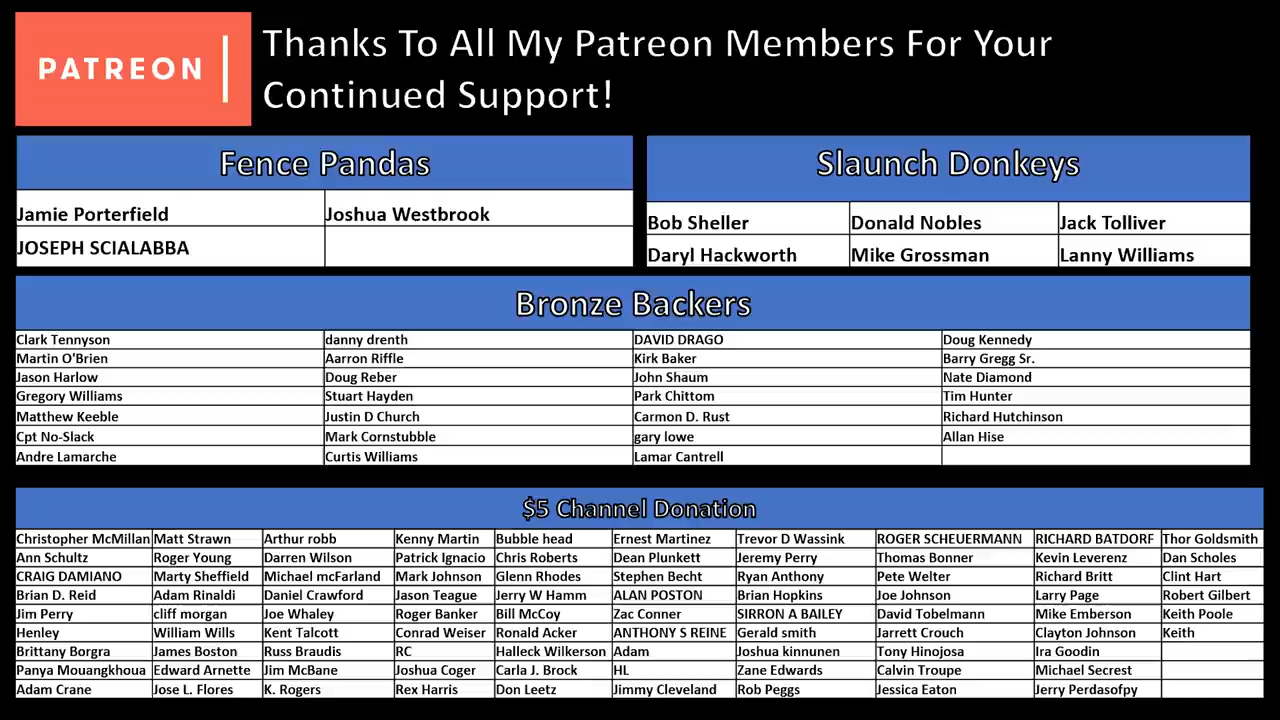 PATREON
Thanks To All My Patreon Members For Your
Continued Support!
Fence Pandas
Jamie Porterfield Joshua Westbrook
JOSEPH SCIALABBA
Slaunch Donkeys
Bob Sheller Donald Nobles Jack Tolliver
Daryl Hackworth Mike Grossman Lanny Williams
Bronze Backers
Clark Tennyson danny drenth DAVID DRAGO Doug Kennedy
Martin O'Brien Aarron Riffle Kirk Baker Barry Gregg Sr.
Jason Harlow Doug Reber John Shaum Nate Diamond
Gregory Williams Stuart Hayden Park Chittom Tim Hunter
Matthew Keeble Justin D Church Carmon D. Rust Richard Hutchinson
Cpt No-Slack Mark Cornstubble gary lowe Allan Hise
Andre Lamarche Curtis Williams Lamar Cantrell
$5 Channel Donation
Christopher McMillan Matt Strawn Arthur robb Kenny Martin Bubble head Ernest Martinez Trevor D Wassink ROGER SCHEUERMANN RICHARD BATDORF Thor Goldsmith
Ann Schultz Roger Young Darren Wilson Patrick Ignacio Chris Roberts Dean Plunkett Jeremy Perry Thomas Bonner Kevin Leverenz Dan Scholes
CRAIG DAMIANO Marty Sheffield Michael mcFarland Mark Johnson Glenn Rhodes Stephen Becht Ryan Anthony Pete Welter Richard Britt Clint Hart
Brian D. Reid Adam Rinaldi Daniel Crawford Jason Teague Jerry W Hamm ALAN POSTON Brian Hopkins Joe Johnson Larry Page Robert Gilbert
Jim Perry cliff morgan Joe Whaley Roger Banker Bill McCoy Zac Conner SIRRON A BAILEY David Tobelmann Mike Emberson Keith Poole
Henley William Wills Kent Talcott Conrad Weiser Ronald Acker ANTHONY S REINE Gerald smith Jarrett Crouch Clayton Johnson Keith
Brittany Borgra James Boston Russ Braudis RC Halleck Wilkerson Adam Joshua kinnunen Tony Hinojosa Ira Goodin
Panya Mouangkhoua Edward Arnette Jim McBane Joshua Coger Carla J. Brock HL Zane Edwards Calvin Troupe Michael Secrest
Adam Crane Jose L. Flores K. Rogers Rex Harris Don Leetz Jimmy Cleveland Rob Peggs Jessica Eaton Jerry Perdasofpy